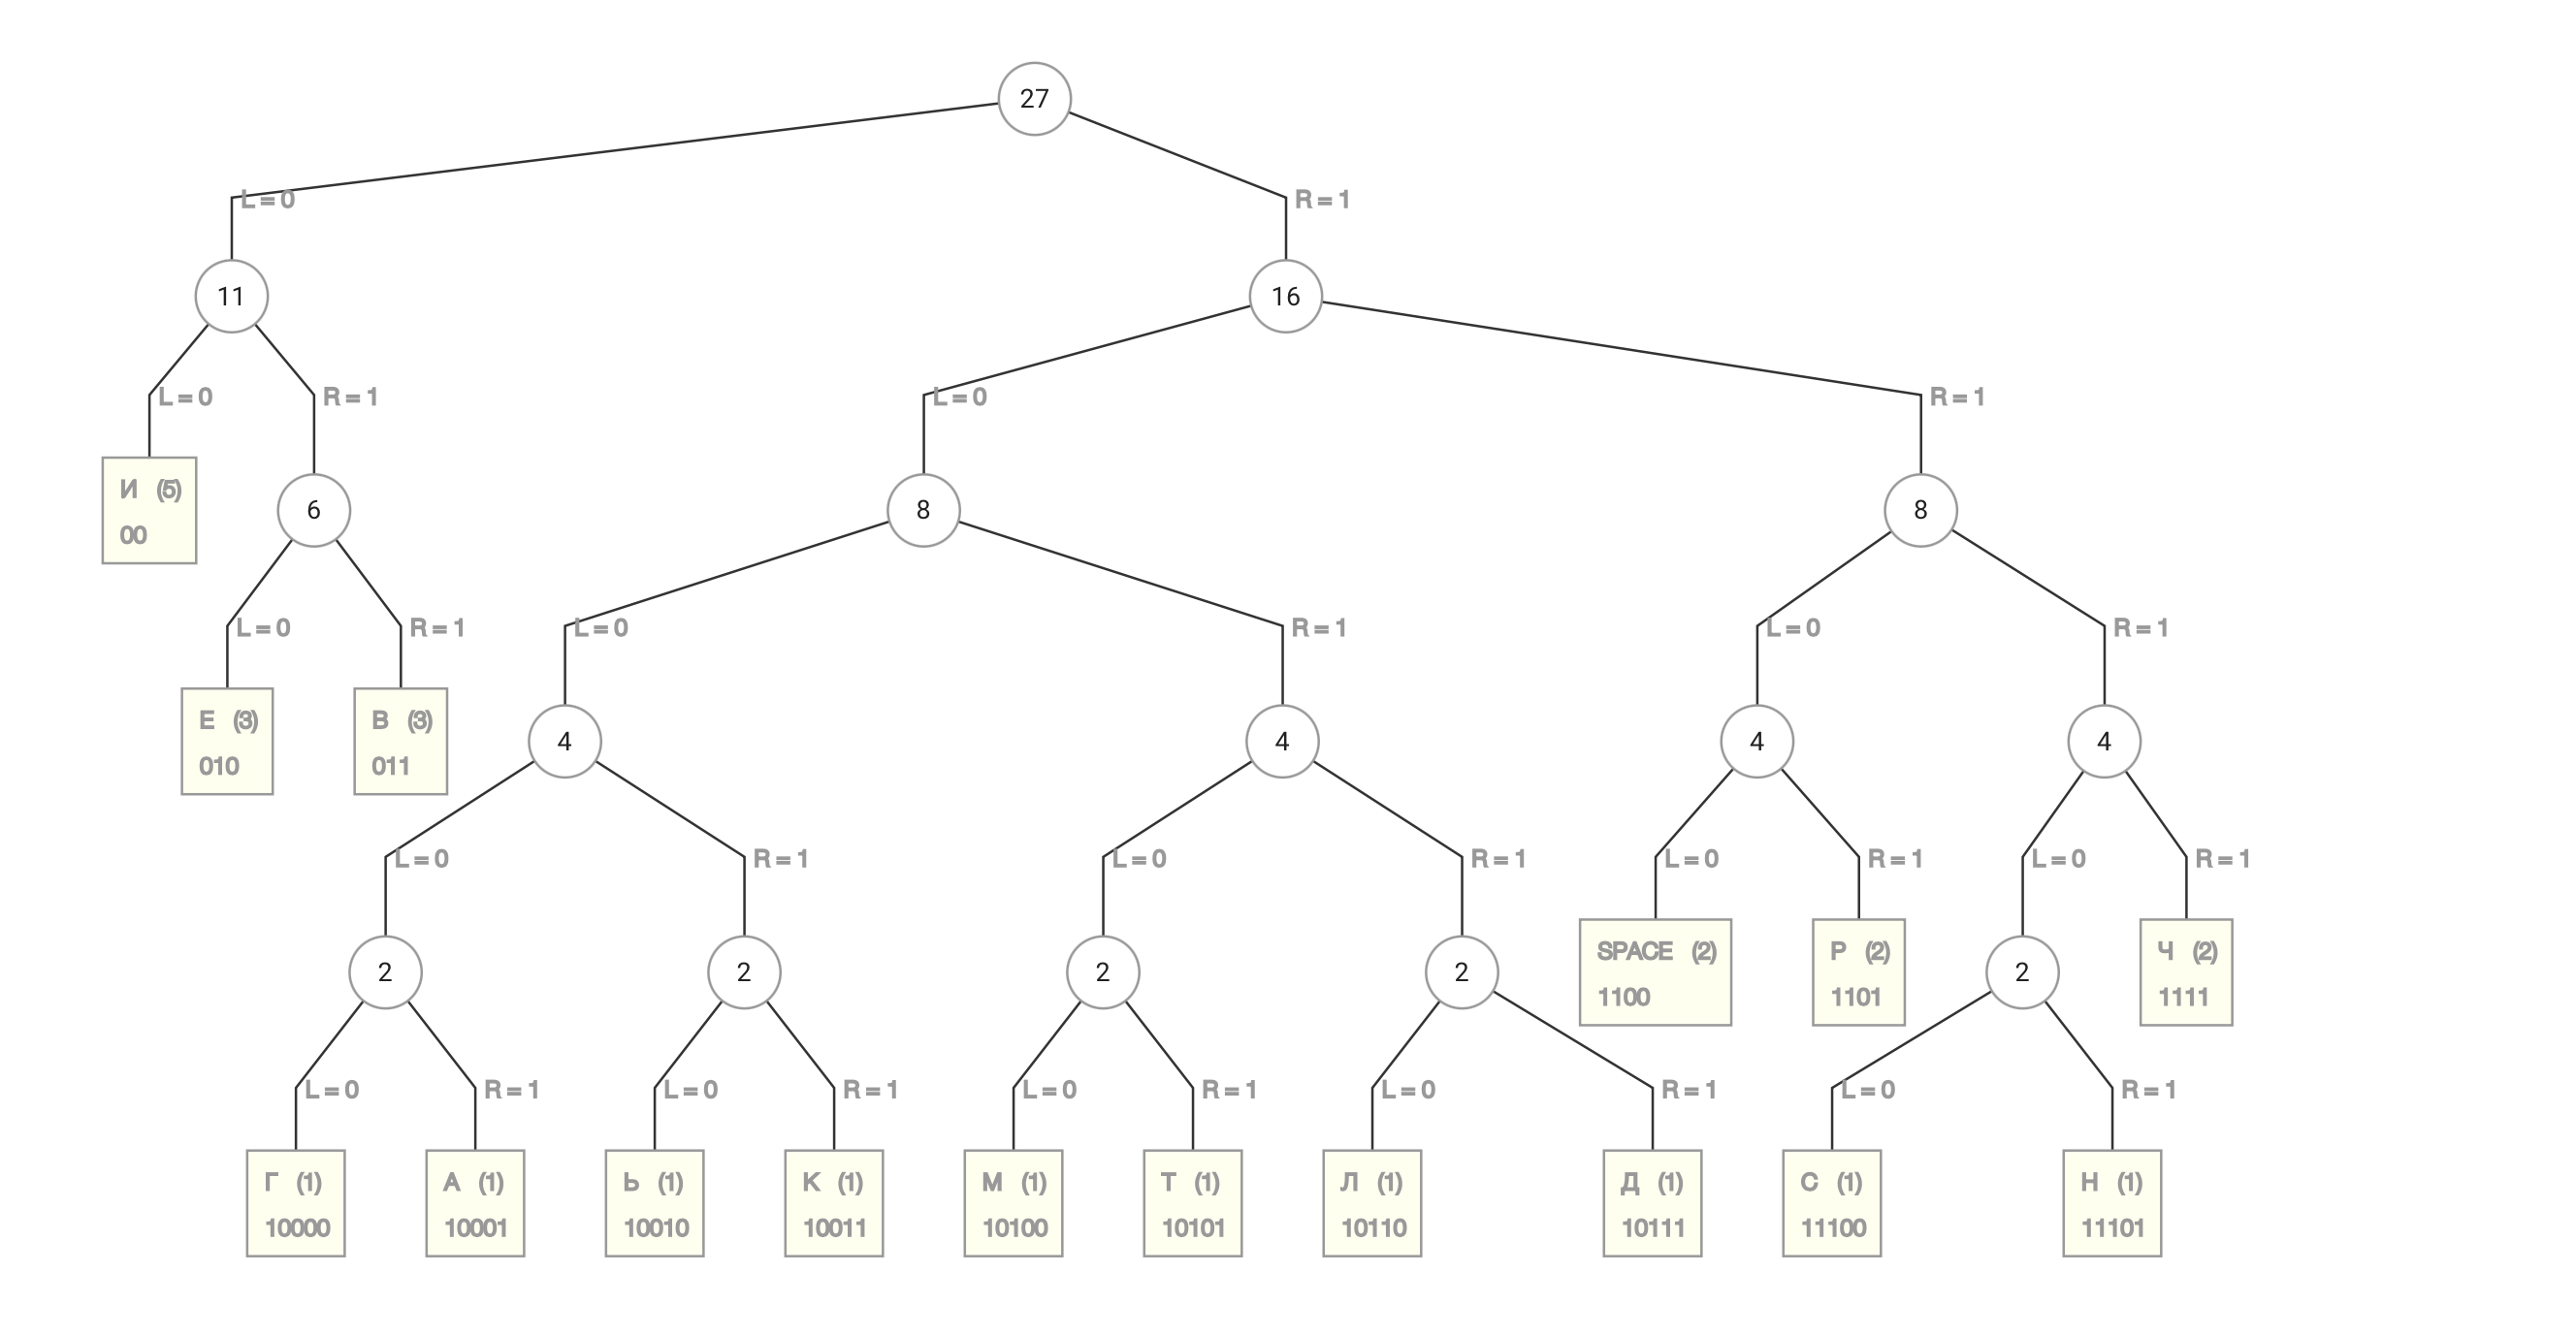 27
L=0
R=1
11
16
L=0
R=1
L=0
R=1
И (5)
00
6
8
8
L=0
R=1
L=0
R=1
L=0
R=1
Е (3)
010
В (3)
011
4
4
4
4
L=0
R=1
L=0
R=1
L=0
R=1
L=0
R=1
2
2
2
2
SPACE (2)
1100
Р (2)
1101
2
Ч (2)
1111
L=0
R=1
L=0
R=1
L=0
R=1
L=0
R=1
L=0
R=1
Г (1)
10000
А (1)
10001
Ь (1)
10010
К (1)
10011
М (1)
10100
Т (1)
10101
Л (1)
10110
Д (1)
10111
С (1)
11100
Н (1)
11101